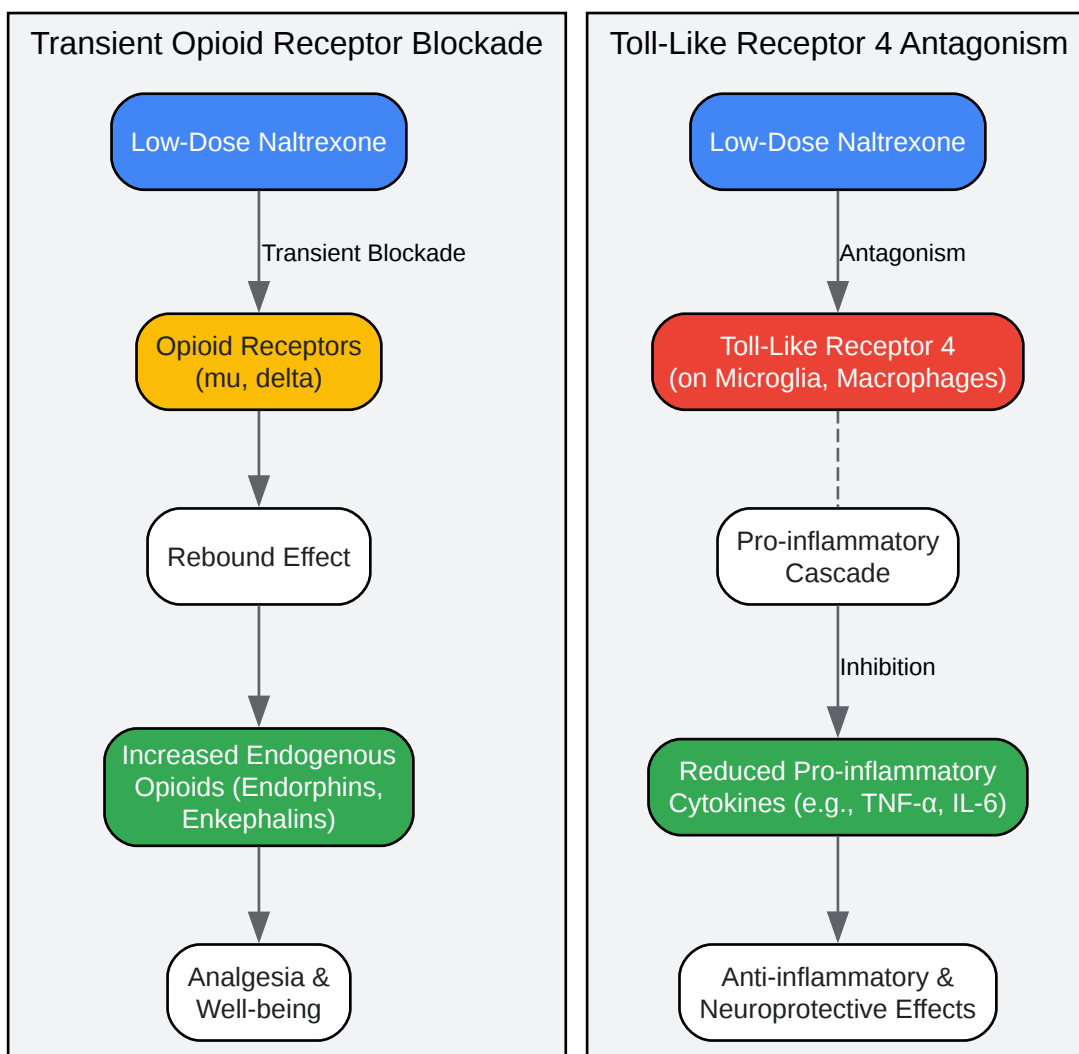 Transient Opioid Receptor Blockade
Low-Dose Naltrexone
Transient Blockade
Opioid Receptors
(mu, delta)
Rebound Effect
Increased Endogenous
Opioids (Endorphins,
Enkephalins)
Analgesia &
Well-being
Toll-Like Receptor 4 Antagonism
Low-Dose Naltrexone
Antagonism
Toll-Like Receptor 4
(on Microglia, Macrophages)
Pro-inflammatory
Cascade
Inhibition
Reduced Pro-inflammatory
Cytokines (e.g., TNF-α, IL-6)
Anti-inflammatory &
Neuroprotective Effects